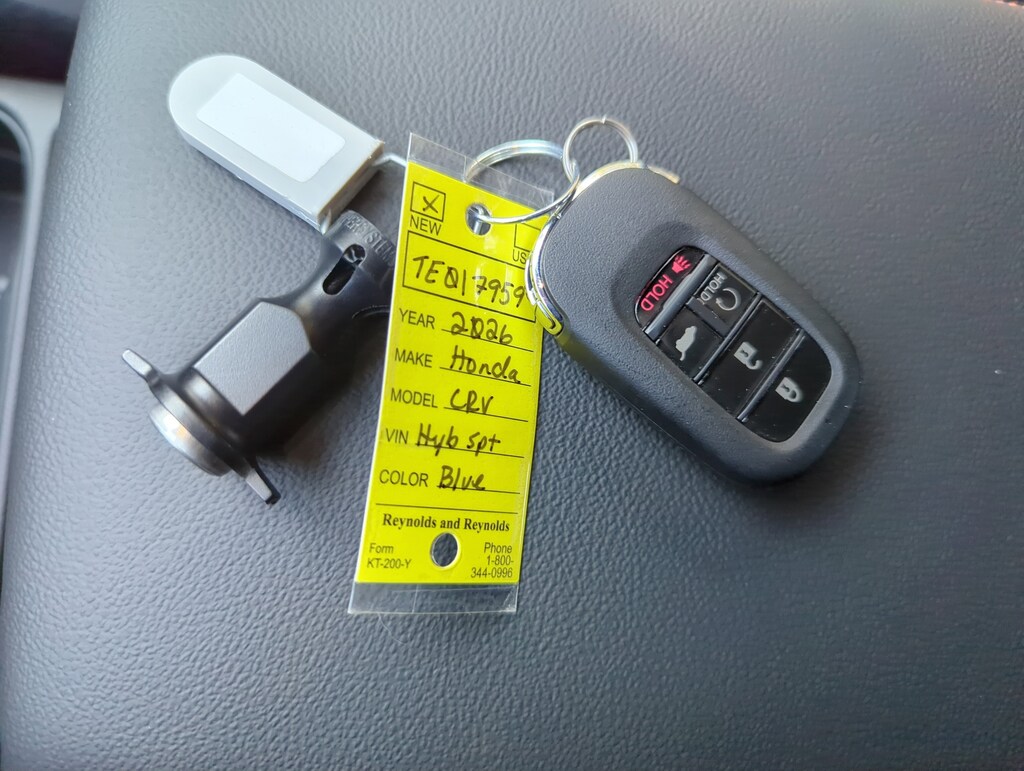 NEW
US
TE017959
YEAR 2026
MAKE Honda
MODEL CRV
VIN Hyb spt
COLOR Blue
Reynolds and Reynolds
Form
KT-200-Y
Phone
1-800-
344-0996
HOLD
HOLD